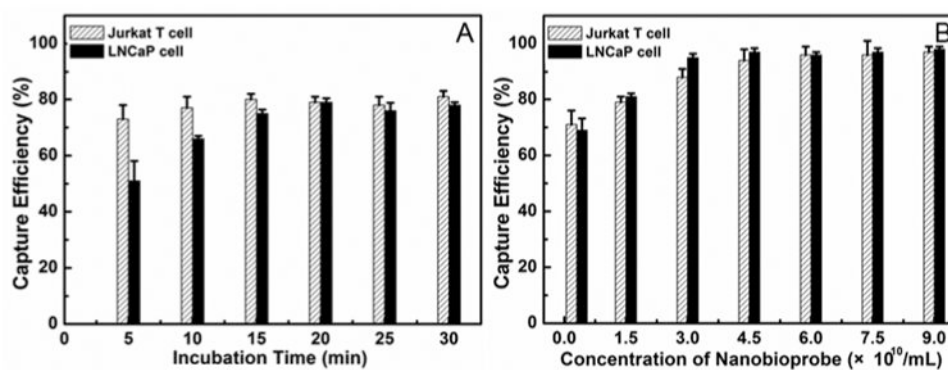 A
Jurkat T cell
LNCaP cell
100
80
60
40
20
0
Capture Efficiency (%)
0 5 10 15 20 25 30
Incubation Time (min)
B
Jurkat T cell
LNCaP cell
100
80
60
40
20
0
Capture Efficiency (%)
0.0 1.5 3.0 4.5 6.0 7.5 9.0
Concentration of Nanobioprobe (× 10¹⁰/mL)